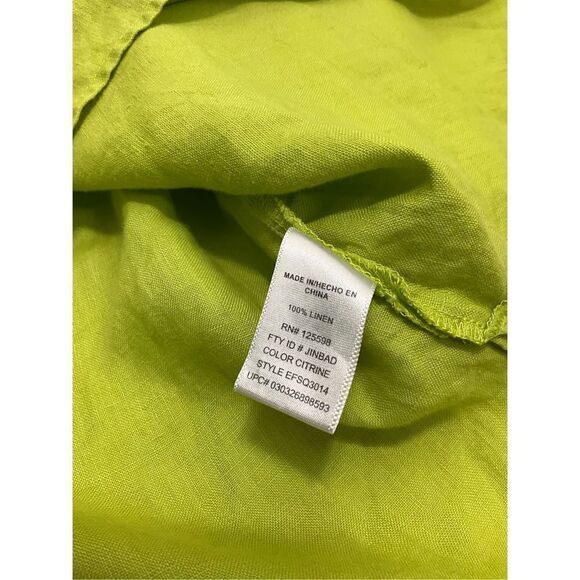 MADE IN/HECHO EN
CHINA
100% LINEN
RN# 125598
FTY ID # JINBAD
COLOR CITRINE
STYLE EFSQ3014
UPC# 030326898593